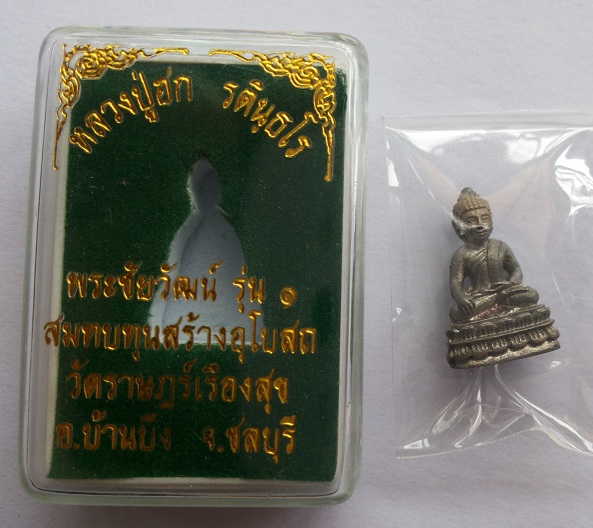 หลวงปู่ฮก รตินฺธโร
พระชัยวัฒน์ รุ่น ๑
สมทบทุนสร้างอุโบสถ
วัดราษฎร์เรืองสุข
อ.บ้านบึง จ.ชลบุรี